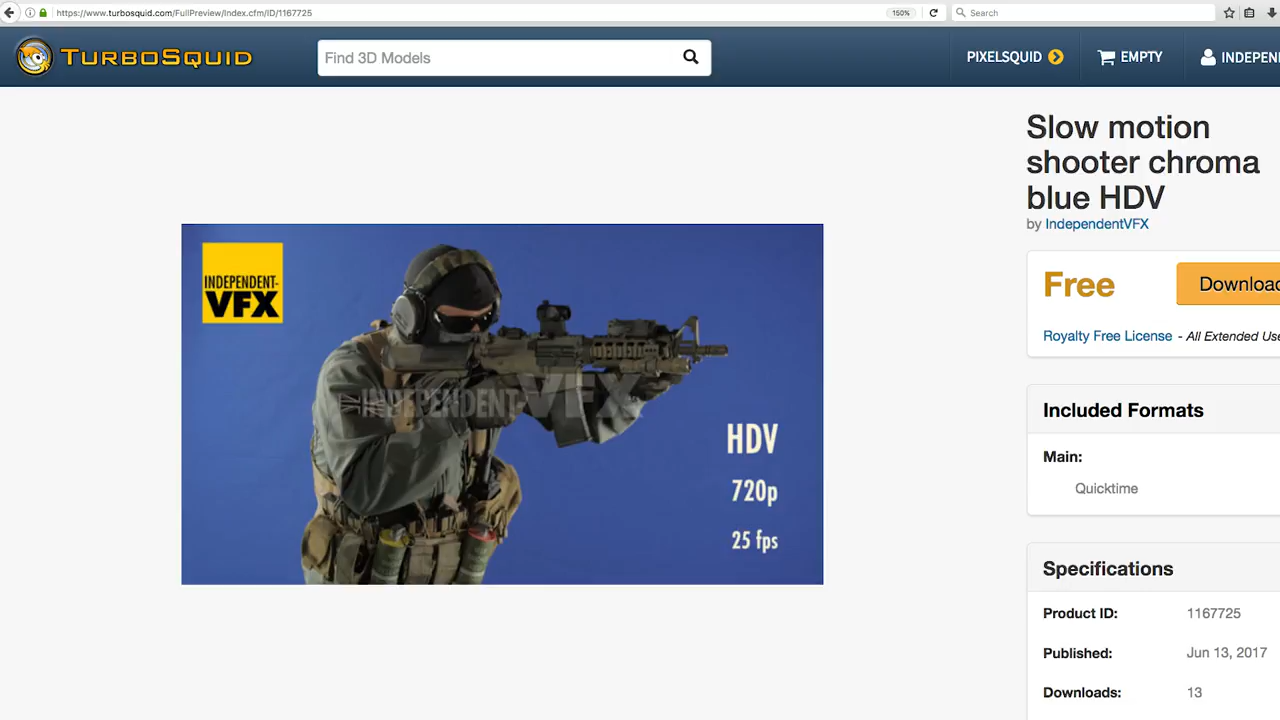 https://www.turbosquid.com/FullPreview/Index.cfm/ID/1167725
150%
Search
TURBOSQUID
Find 3D Models
PIXELSQUID
EMPTY
INDEPEN
Slow motion
shooter chroma
blue HDV
by IndependentVFX
INDEPENDENT-
VFX
Free
Download
Royalty Free License - All Extended Use
INDEPENDENT VFX
HDV
720p
25 fps
Included Formats
Main:
Quicktime
Specifications
Product ID: 1167725
Published: Jun 13, 2017
Downloads: 13